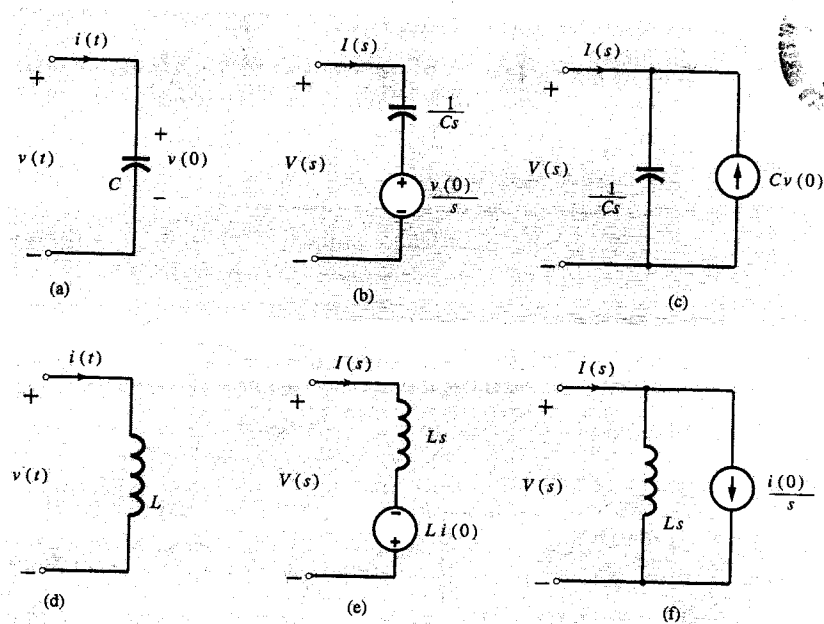 i(t)
+
v(t)
C
+
v(0)
−
−
(a)
I(s)
+
1
Cs
V(s)
+
−
v(0)
s
−
(b)
I(s)
+
V(s)
1
Cs
Cv(0)
−
(c)
i(t)
+
v(t)
L
−
(d)
I(s)
+
Ls
V(s)
−
+
Li(0)
−
(e)
I(s)
+
V(s)
Ls
i(0)
s
−
(f)